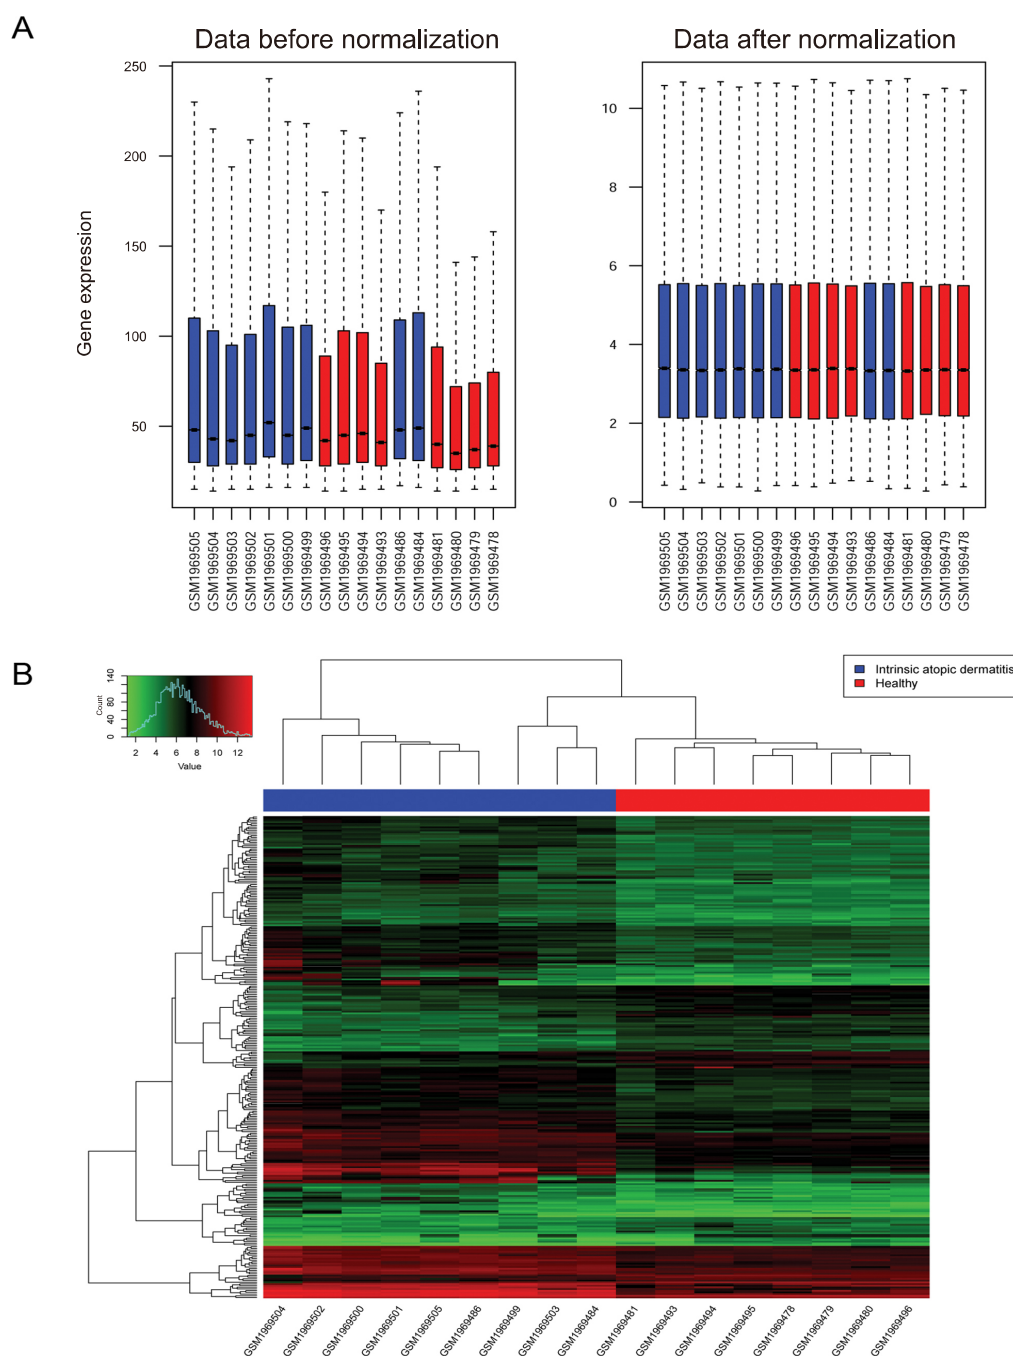 A
Data before normalization
Data after normalization
Gene expression
250
200
150
100
50
10
8
6
4
2
0
GSM1969505
GSM1969504
GSM1969503
GSM1969502
GSM1969501
GSM1969500
GSM1969499
GSM1969496
GSM1969495
GSM1969494
GSM1969493
GSM1969486
GSM1969484
GSM1969481
GSM1969480
GSM1969479
GSM1969478
GSM1969505
GSM1969504
GSM1969503
GSM1969502
GSM1969501
GSM1969500
GSM1969499
GSM1969496
GSM1969495
GSM1969494
GSM1969493
GSM1969486
GSM1969484
GSM1969481
GSM1969480
GSM1969479
GSM1969478
B
Count
0 20 60 100 140
2 4 6 8 10 12
Value
Intrinsic atopic dermatitis
Healthy
GSM1969504
GSM1969502
GSM1969500
GSM1969501
GSM1969505
GSM1969486
GSM1969499
GSM1969503
GSM1969484
GSM1969481
GSM1969493
GSM1969494
GSM1969495
GSM1969478
GSM1969479
GSM1969480
GSM1969496